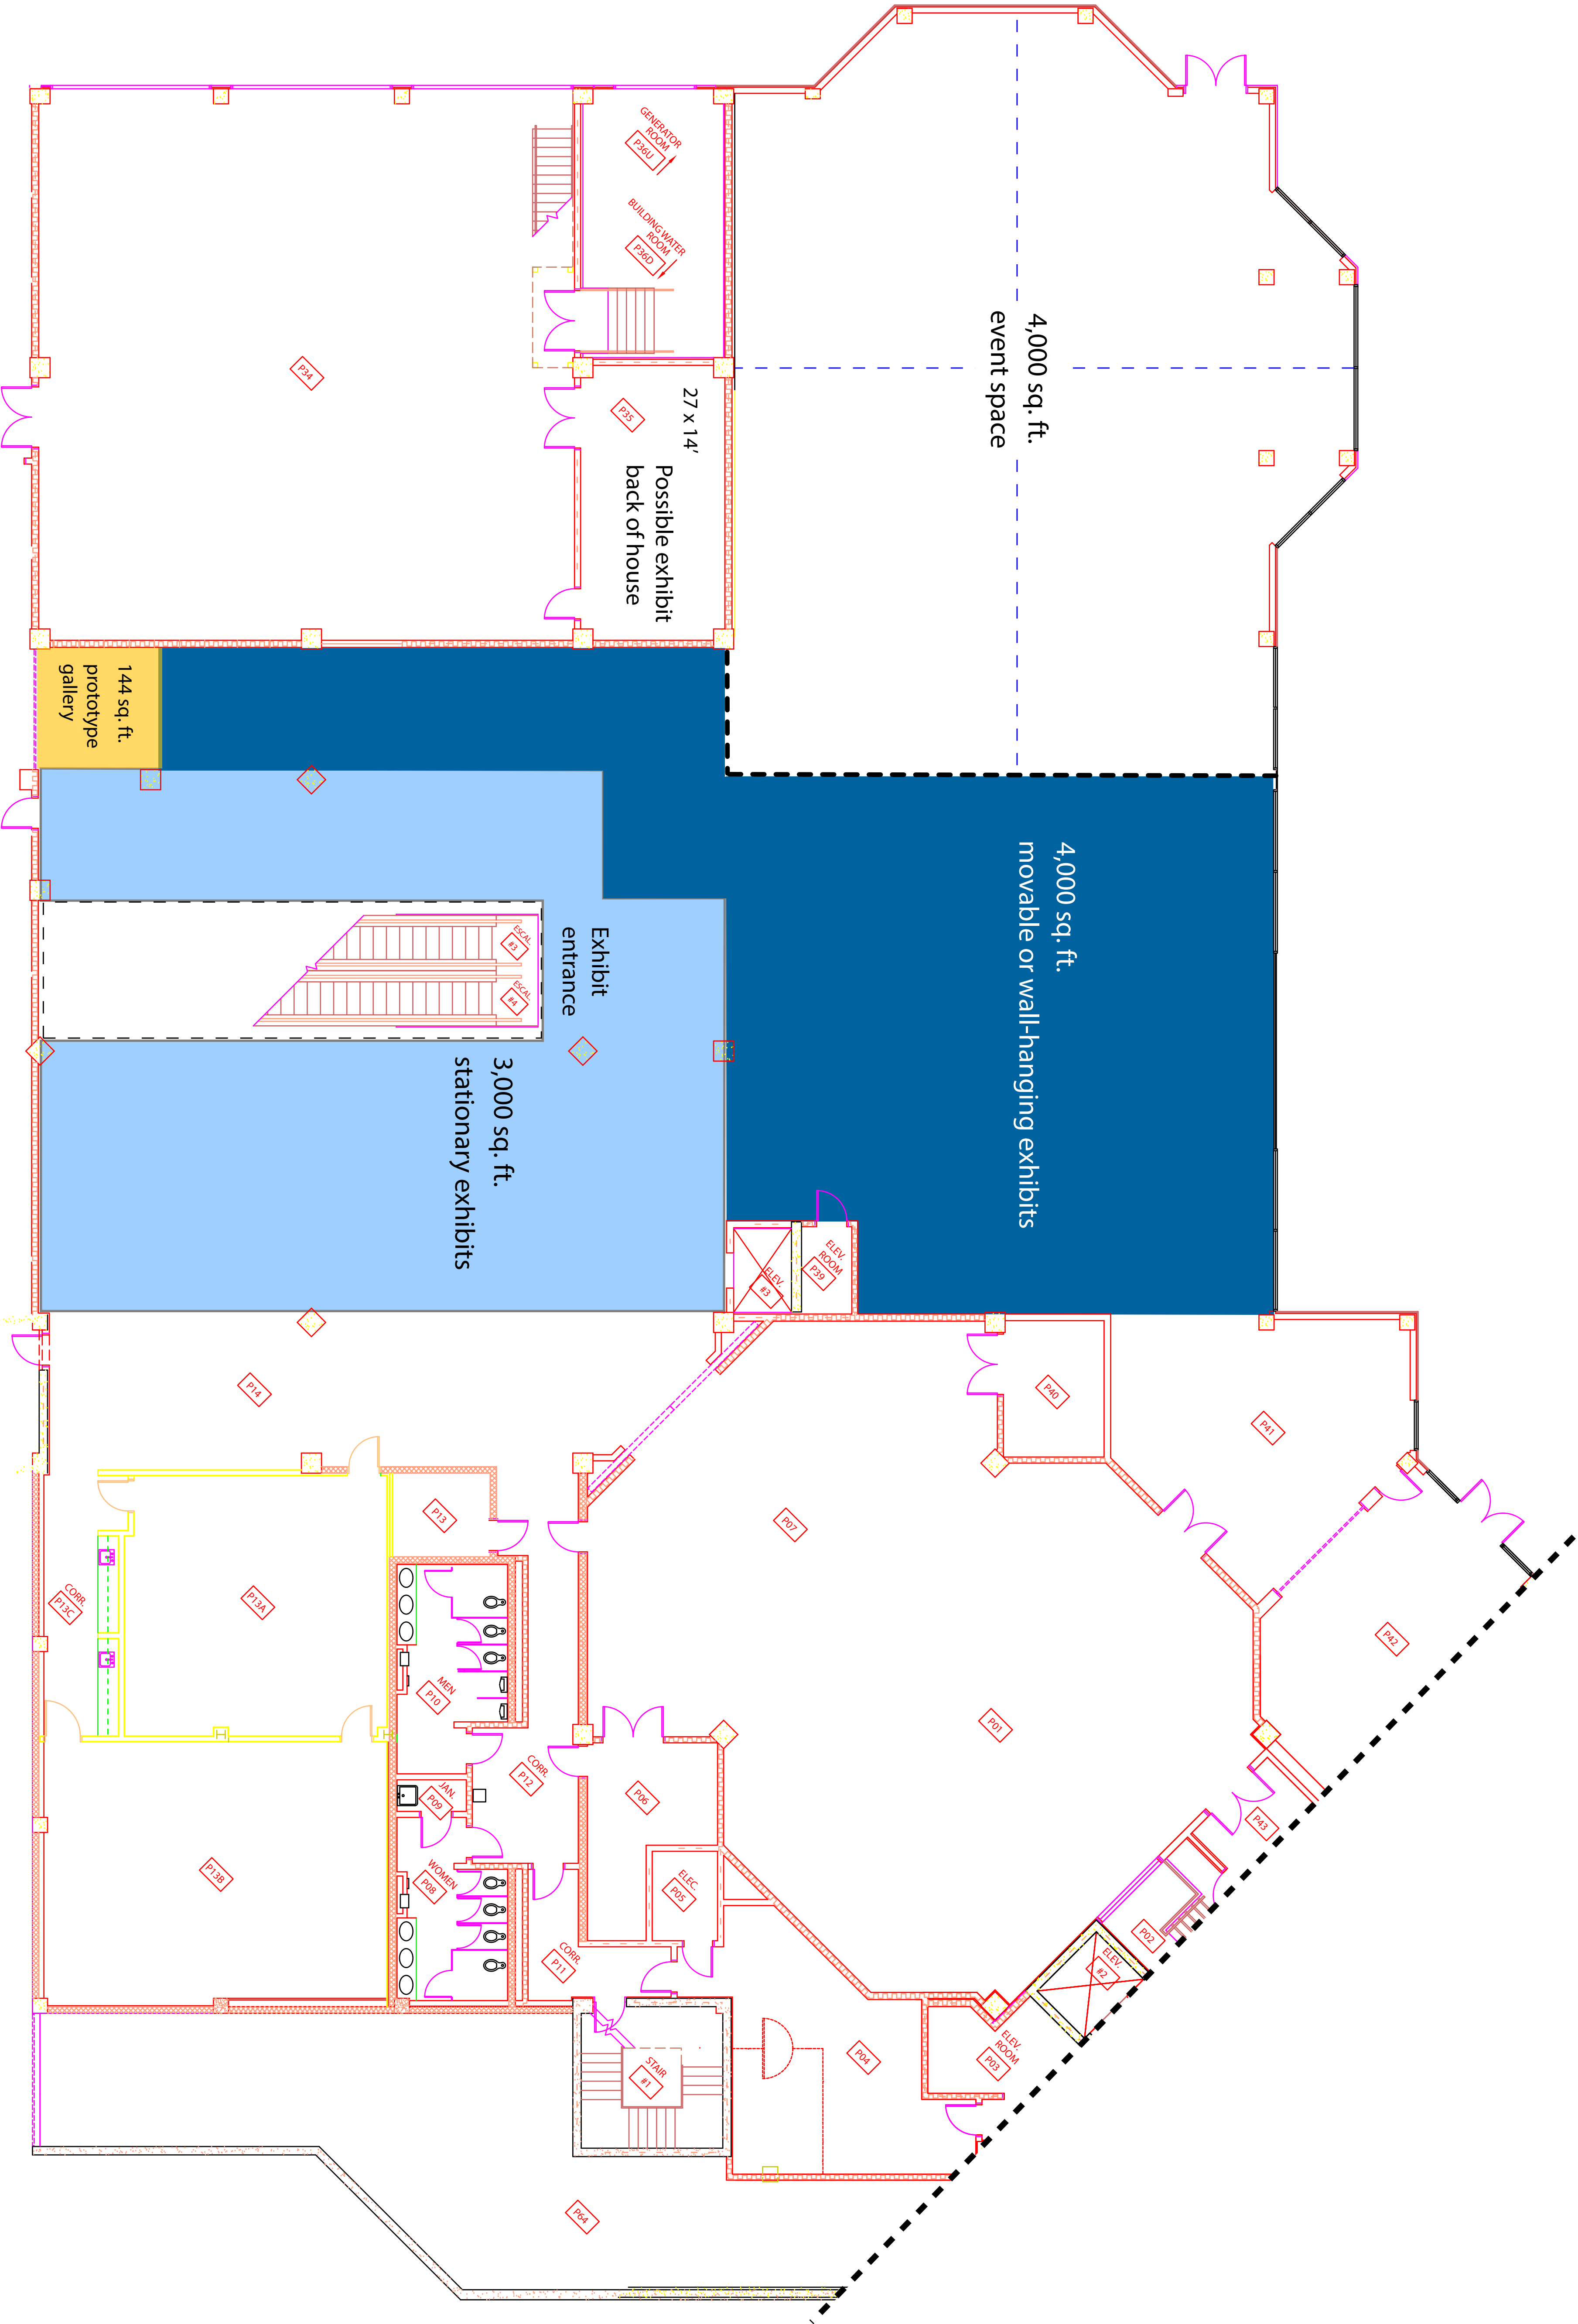 GENERATOR
ROOM
P36U
BUILDING WATER
ROOM
P36D
4,000 sq. ft.
event space
P34
P35
27 x 14'
Possible exhibit
back of house
144 sq. ft.
prototype
gallery
4,000 sq. ft.
movable or wall-hanging exhibits
ESCAL.
#3
ESCAL.
#4
Exhibit
entrance
3,000 sq. ft.
stationary exhibits
ELEV.
ROOM
P39
ELEV.
#3
P14
P40
P41
P13
P07
CORR.
P13C
P13A
P42
MEN
P10
P01
CORR.
P12
JAN.
P09
P06
P43
P13B
WOMEN
P08
ELEC.
P05
P02
CORR.
P11
ELEV.
#2
STAIR
#1
P04
ELEV.
ROOM
P03
P64